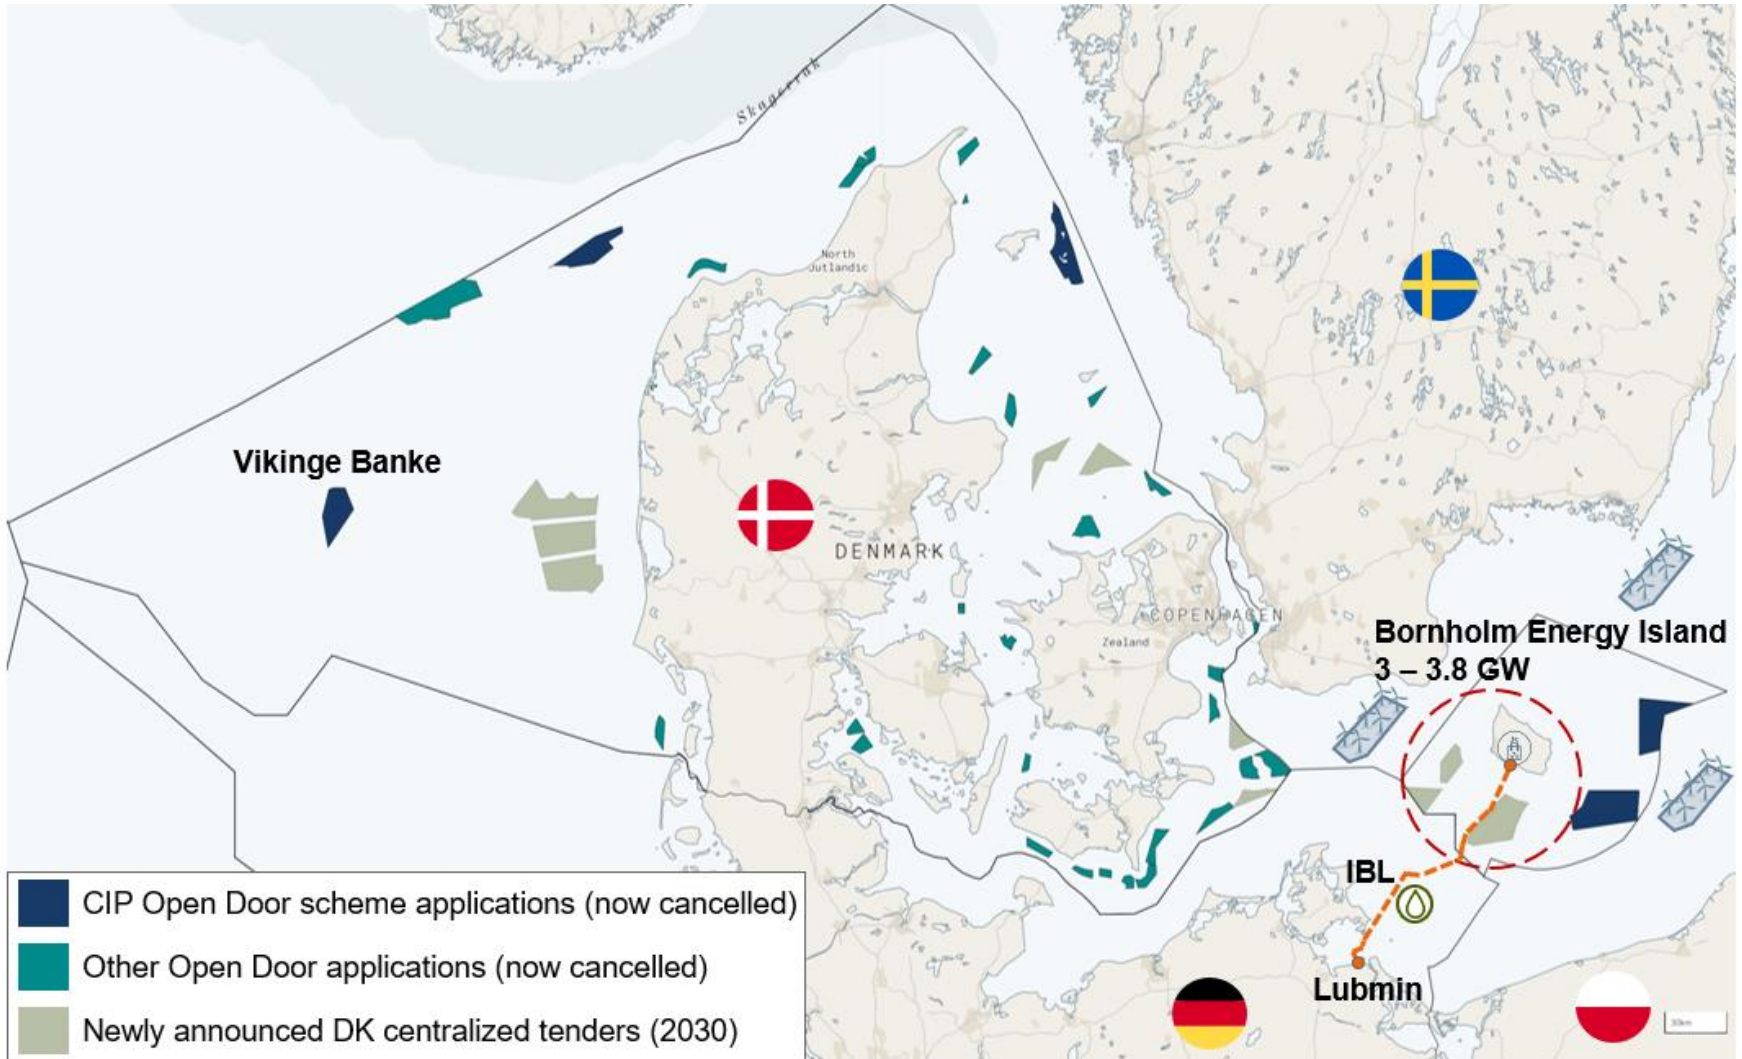 Skagerrak
North
Jutlandic
Vikinge Banke
DENMARK
COPENHAGEN
Zealand
Bornholm Energy Island
3 – 3.8 GW
IBL
Lubmin
CIP Open Door scheme applications (now cancelled)
Other Open Door applications (now cancelled)
Newly announced DK centralized tenders (2030)
30km